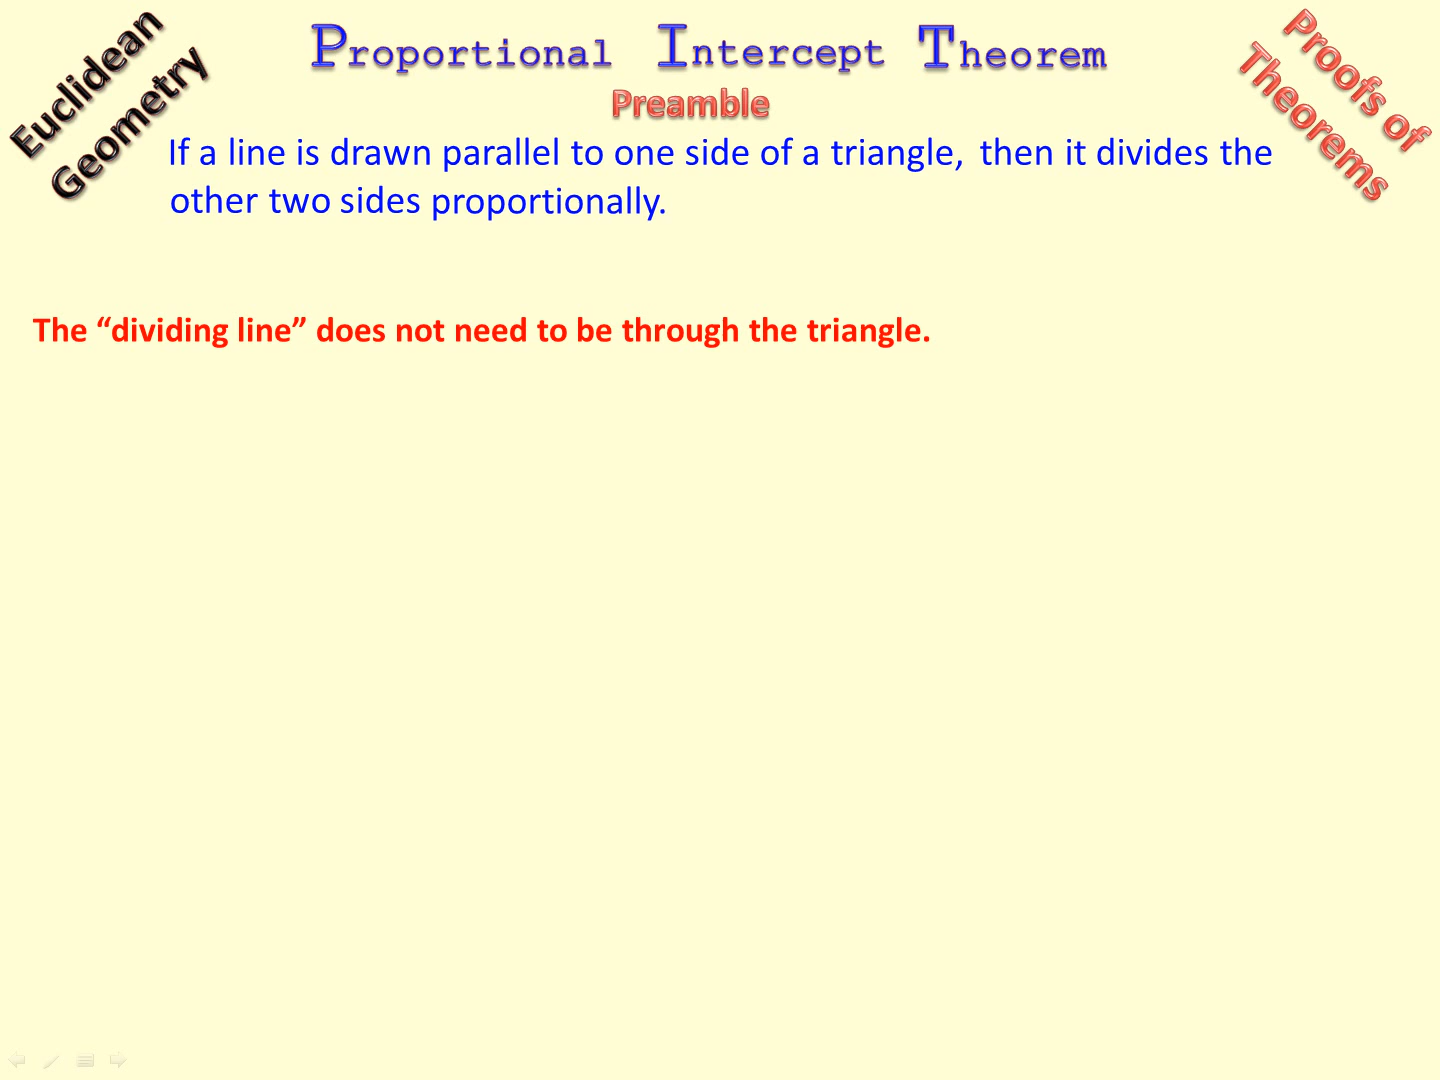 Euclidean
Geometry
Proportional Intercept Theorem
Preamble
Proofs of
Theorems
If a line is drawn parallel to one side of a triangle, then it divides the
other two sides proportionally.
The “dividing line” does not need to be through the triangle.